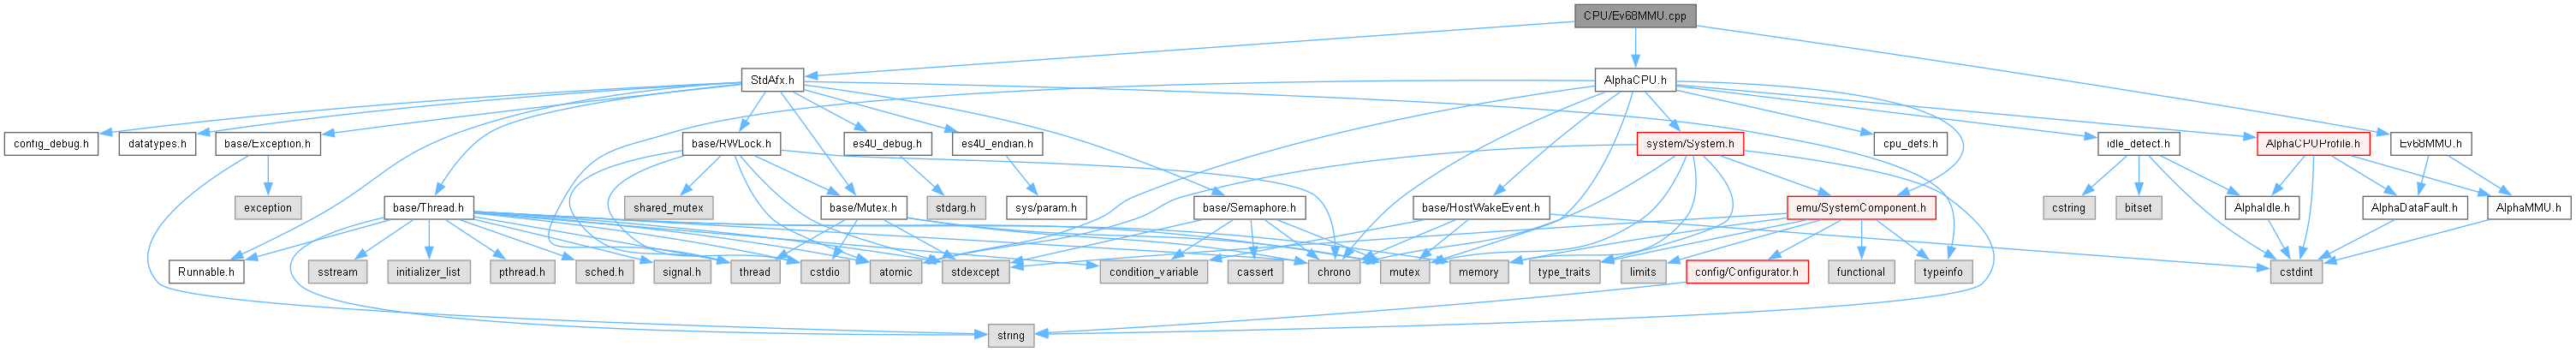 CPU/Ev68MMU.cpp
StdAfx.h
AlphaCPU.h
config_debug.h
datatypes.h
base/Exception.h
base/RWLock.h
es4U_debug.h
es4U_endian.h
system/System.h
cpu_defs.h
idle_detect.h
AlphaCPUProfile.h
Ev68MMU.h
exception
base/Thread.h
shared_mutex
base/Mutex.h
stdarg.h
sys/param.h
base/Semaphore.h
base/HostWakeEvent.h
emu/SystemComponent.h
cstring
bitset
AlphaIdle.h
AlphaDataFault.h
AlphaMMU.h
Runnable.h
sstream
initializer_list
pthread.h
sched.h
signal.h
thread
cstdio
atomic
stdexcept
condition_variable
cassert
chrono
mutex
memory
type_traits
limits
config/Configurator.h
functional
typeinfo
cstdint
string